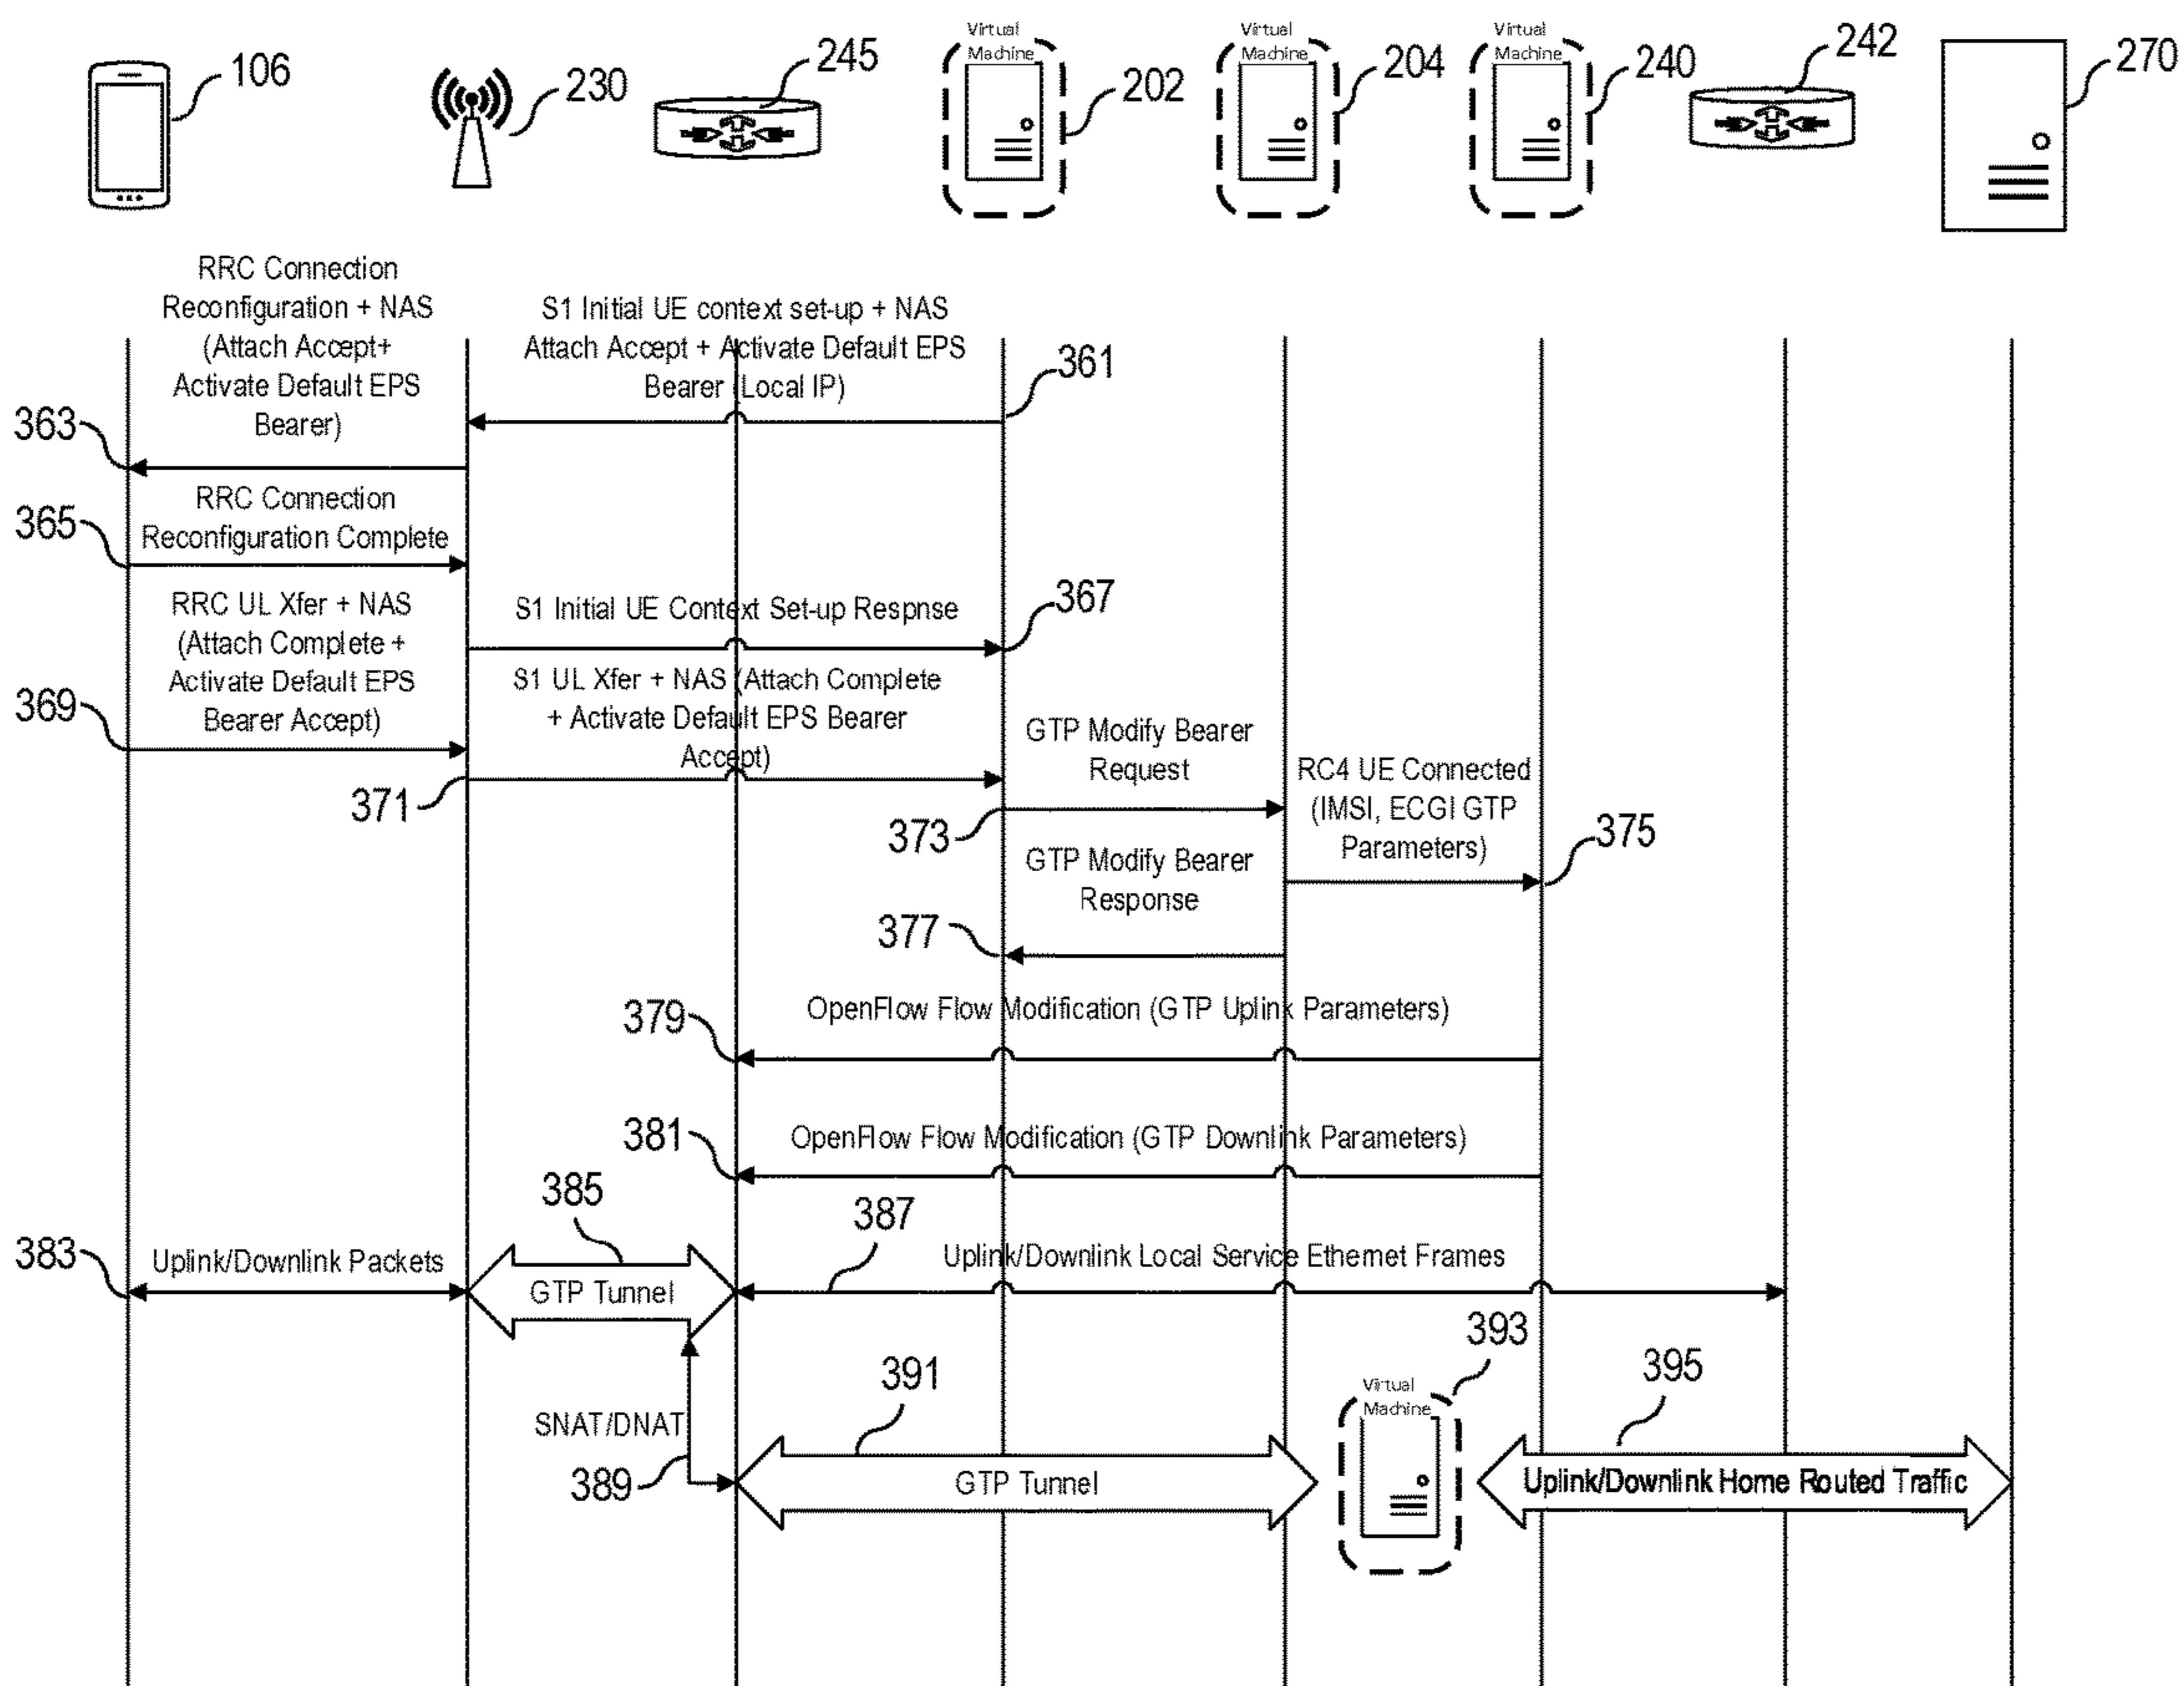 106
230
245
Virtual
Machine
202
Virtual
Machine
204
Virtual
Machine
240
242
270
RRC Connection
Reconfiguration + NAS
(Attach Accept+
Activate Default EPS
Bearer)
363
S1 Initial UE context set-up + NAS
Attach Accept + Activate Default EPS
Bearer (Local IP)
361
RRC Connection
Reconfiguration Complete
365
RRC UL Xfer + NAS
(Attach Complete +
Activate Default EPS
Bearer Accept)
369
S1 Initial UE Context Set-up Respnse
367
S1 UL Xfer + NAS (Attach Complete
+ Activate Default EPS Bearer
Accept)
371
GTP Modify Bearer
Request
373
RC4 UE Connected
(IMSI, ECGI GTP
Parameters)
375
GTP Modify Bearer
Response
377
OpenFlow Flow Modification (GTP Uplink Parameters)
379
OpenFlow Flow Modification (GTP Downlink Parameters)
381
385
387
383
Uplink/Downlink Packets
GTP Tunnel
Uplink/Downlink Local Service Ethernet Frames
SNAT/DNAT
389
391
GTP Tunnel
Virtual
Machine
393
395
Uplink/Downlink Home Routed Traffic